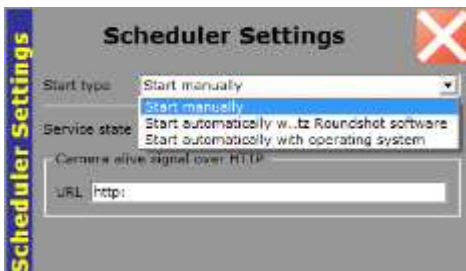 Scheduler Settings
Scheduler Settings
Start type
Start manually
Start manually
Start automatically w..tz Roundshot software
Service state
Start automatically with operating system
Camera alive signal over HTTP
URL
http: